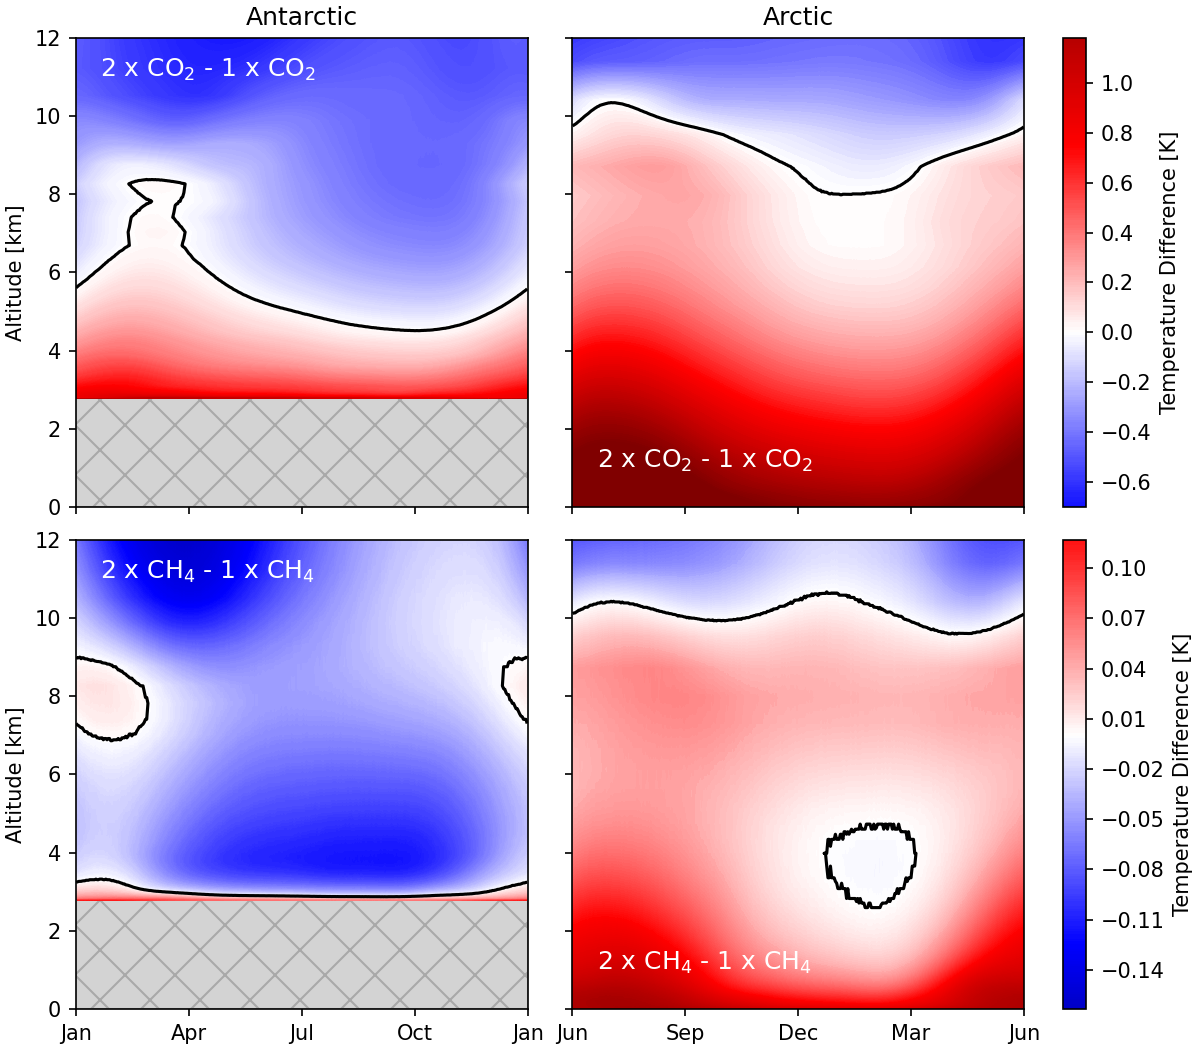 Antarctic
Arctic
12
10
8
6
4
2
0
Altitude [km]
2 x CO₂ - 1 x CO₂
2 x CO₂ - 1 x CO₂
1.0
0.8
0.6
0.4
0.2
0.0
−0.2
−0.4
−0.6
Temperature Difference [K]
12
10
8
6
4
2
0
Altitude [km]
2 x CH₄ - 1 x CH₄
Jan Apr Jul Oct Jan
2 x CH₄ - 1 x CH₄
Jun Sep Dec Mar Jun
0.10
0.07
0.04
0.01
−0.02
−0.05
−0.08
−0.11
−0.14
Temperature Difference [K]